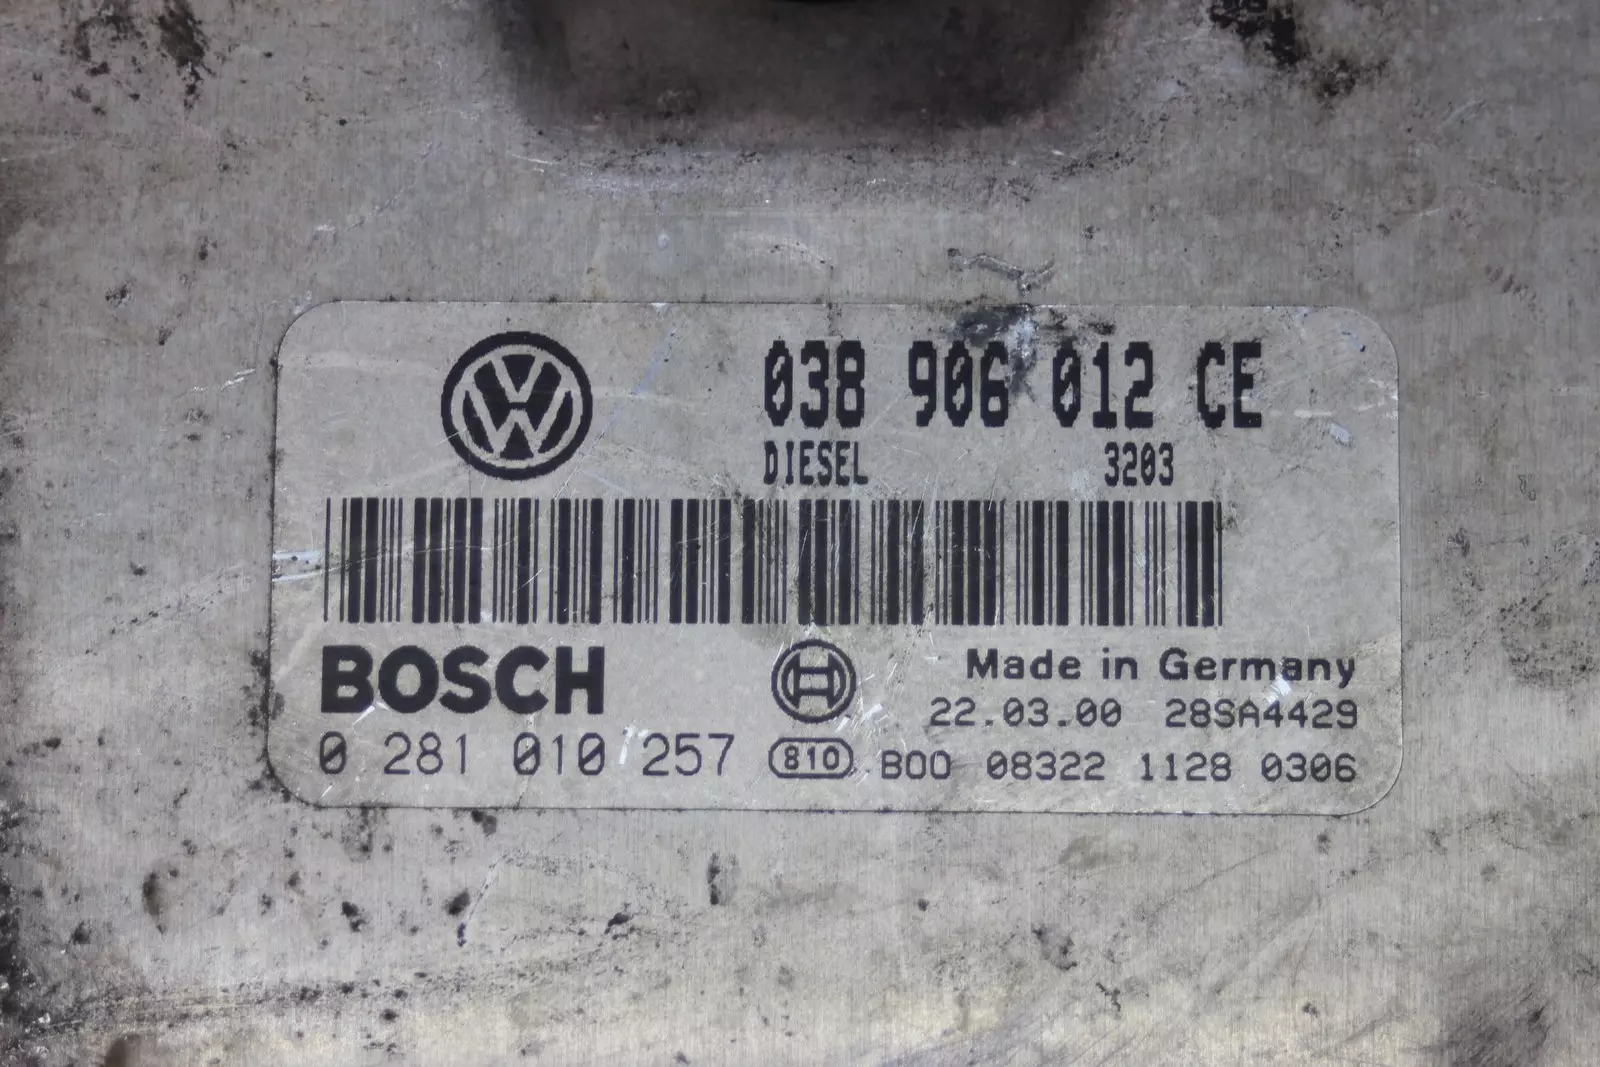 038 906 012 CE
DIESEL 3203
BOSCH
Made in Germany
22.03.00 28SA4429
0 281 010 257 810 B00 08322 1128 0306